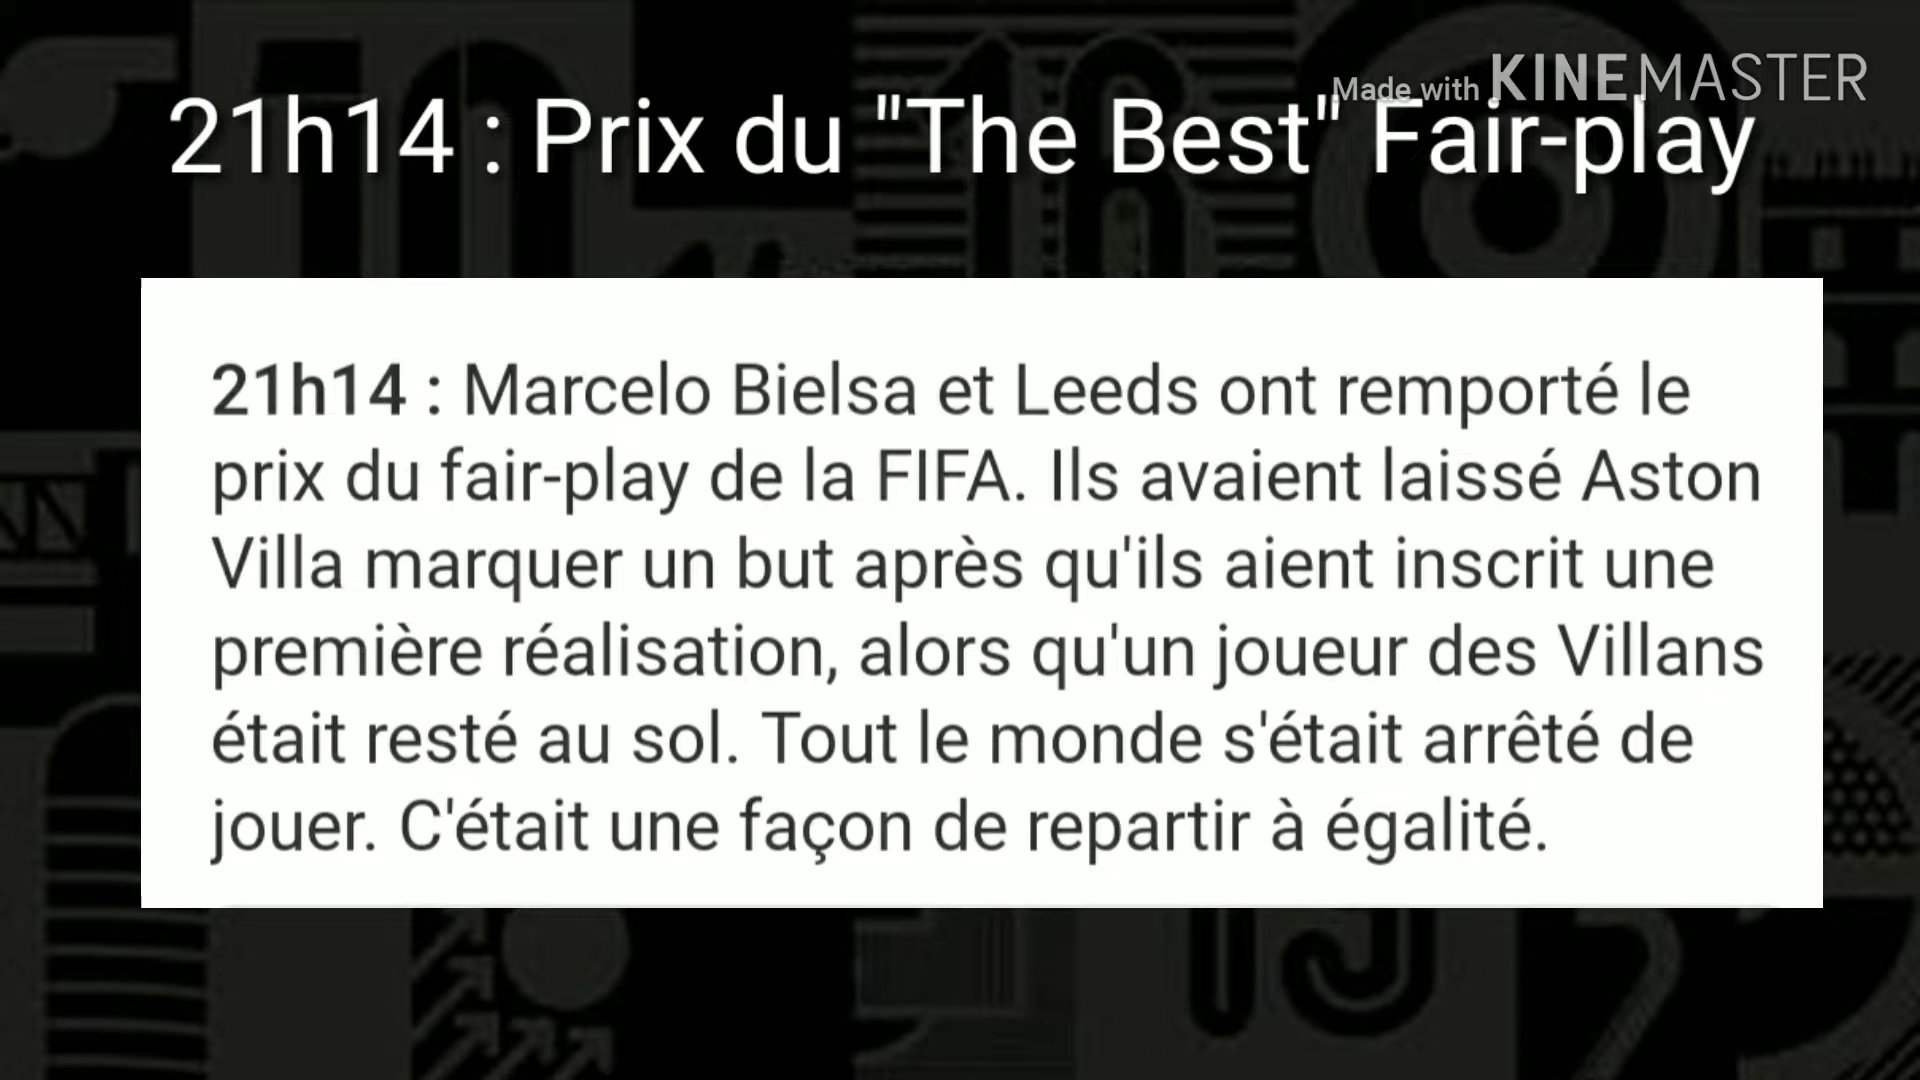 Made with KINEMASTER
21h14 : Prix du "The Best" Fair-play
21h14 : Marcelo Bielsa et Leeds ont remporté le
prix du fair-play de la FIFA. Ils avaient laissé Aston
Villa marquer un but après qu'ils aient inscrit une
première réalisation, alors qu'un joueur des Villans
était resté au sol. Tout le monde s'était arrêté de
jouer. C'était une façon de repartir à égalité.